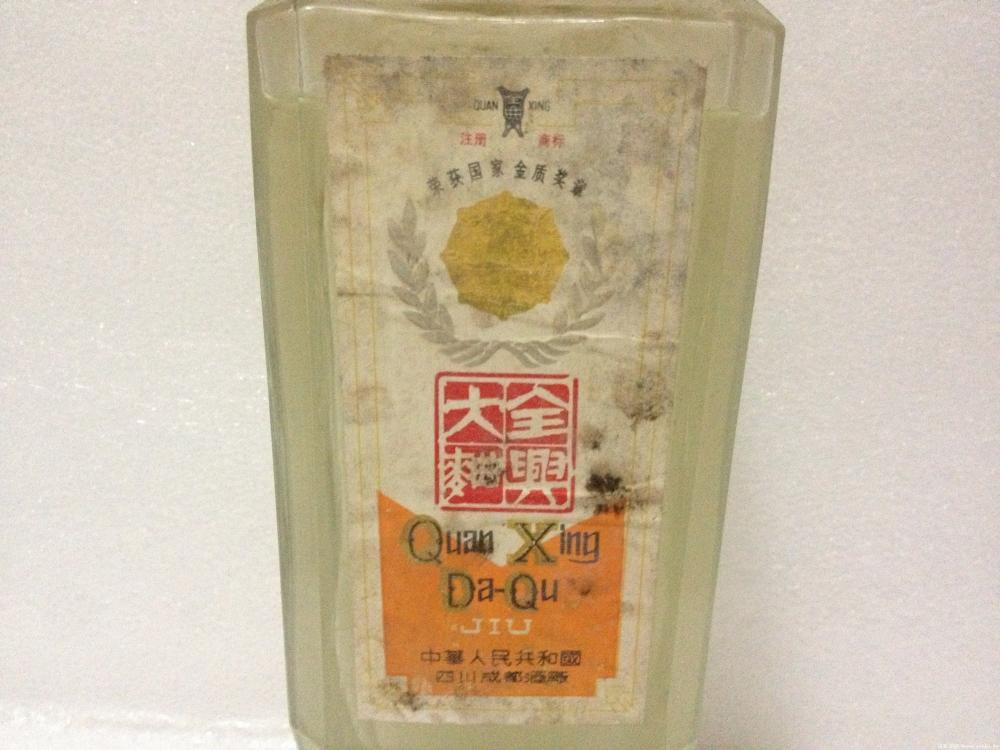 QUAN XING
注册 商标
荣获国家金质奖章
全興
大麯
Quan Xing
Da-Qu
JIU
中華人民共和國
四川成都酒厰